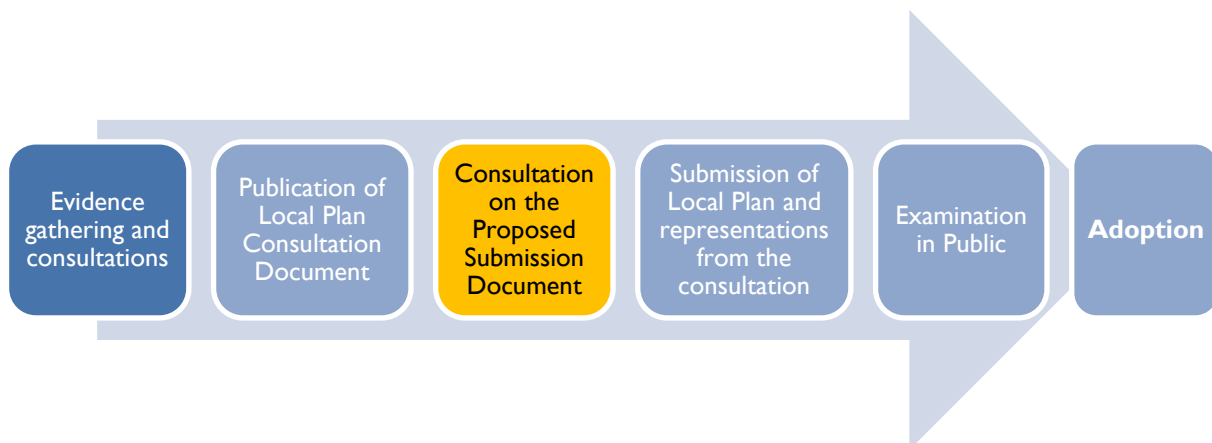 Evidence
gathering and
consultations
Publication of
Local Plan
Consultation
Document
Consultation
on the
Proposed
Submission
Document
Submission of
Local Plan and
representations
from the
consultation
Examination
in Public
Adoption